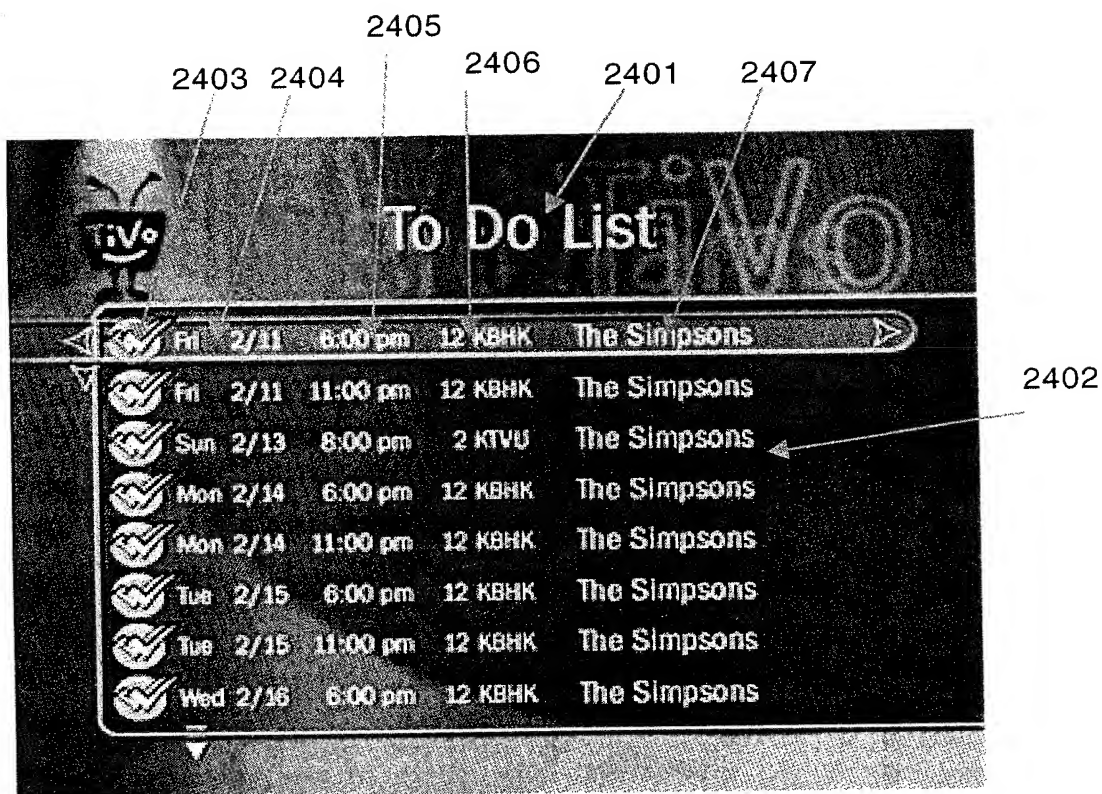 2405
2403 2404 2406 2401 2407
TiVo
TiVo To Do List
Fri 2/11 6:00 pm 12 KBHK The Simpsons
Fri 2/11 11:00 pm 12 KBHK The Simpsons
2402
Sun 2/13 8:00 pm 2 KTVU The Simpsons
Mon 2/14 6:00 pm 12 KBHK The Simpsons
Mon 2/14 11:00 pm 12 KBHK The Simpsons
Tue 2/15 6:00 pm 12 KBHK The Simpsons
Tue 2/15 11:00 pm 12 KBHK The Simpsons
Wed 2/16 6:00 pm 12 KBHK The Simpsons